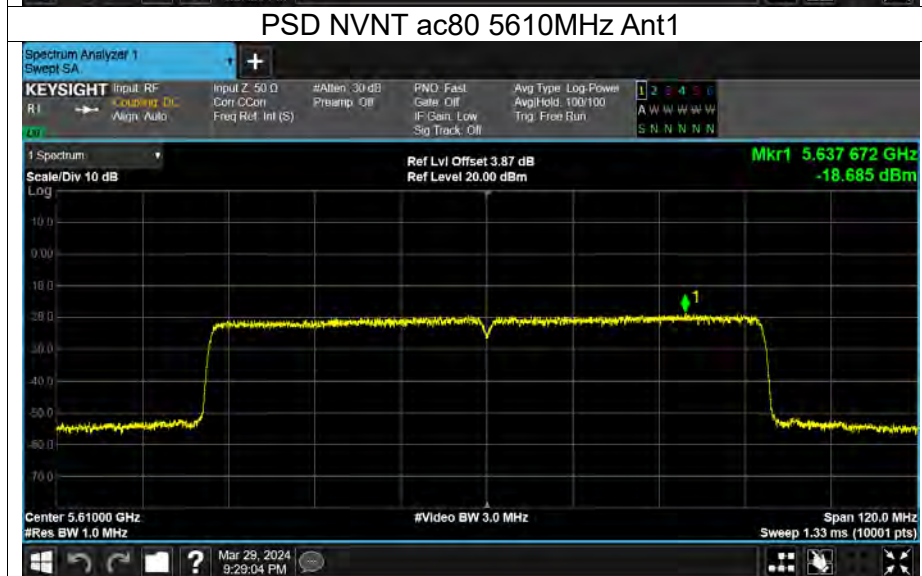 PSD NVNT ac80 5610MHz Ant1
Spectrum Analyzer 1
Swept SA
+
KEYSIGHT Input: RF
Coupling: DC
Align: Auto
Input Z: 50 Ω
Corr CCorr
Freq Ref: Int (S)
#Atten: 30 dB
Preamp: Off
PNO: Fast
Gate: Off
IF Gain: Low
Sig Track: Off
Avg Type: Log-Power
Avg|Hold: 100/100
Trig: Free Run
1 2 3 4 5 6
A W W W W W
S N N N N N
1 Spectrum
Scale/Div 10 dB
Log
Ref Lvl Offset 3.87 dB
Ref Level 20.00 dBm
Mkr1 5.637 672 GHz
-18.685 dBm
10.0
0.00
-10.0
-20.0
-30.0
-40.0
-50.0
-60.0
-70.0
1
Center 5.61000 GHz
#Res BW 1.0 MHz
#Video BW 3.0 MHz
Span 120.0 MHz
Sweep 1.33 ms (10001 pts)
?
Mar 29, 2024
9:29:04 PM